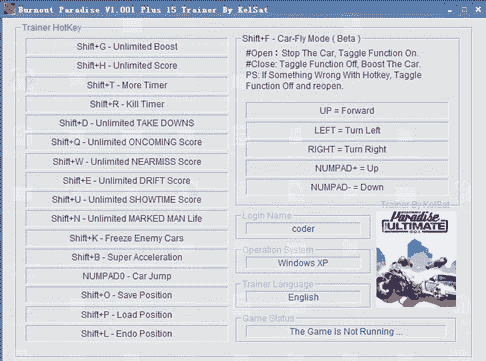 Burnout Paradise V1.001 Plus 15 Trainer By KelSat
Trainer HotKey
Shift+G - Unlimited Boost
Shift+H - Unlimited Score
Shift+T - More Timer
Shift+R - Kill Timer
Shift+D - Unlimited TAKE DOWNS
Shift+Q - Unlimited ONCOMING Score
Shift+W - Unlimited NEARMISS Score
Shift+E - Unlimited DRIFT Score
Shift+U - Unlimited SHOWTIME Score
Shift+N - Unlimited MARKED MAN Life
Shift+K - Freeze Enemy Cars
Shift+B - Super Acceleration
NUMPAD0 - Car Jump
Shift+O - Save Position
Shift+P - Load Position
Shift+L - Endo Position
Shift+F - Car-Fly Mode ( Beta )
#Open: Stop The Car, Taggle Function On.
#Close: Taggle Function Off, Boost The Car.
PS: If Something Wrong With Hotkey, Taggle
Function Off and reopen.
UP = Forward
LEFT = Turn Left
RIGHT = Turn Right
NUMPAD+ = Up
NUMPAD- = Down
Login Name
coder
Operation System
Windows XP
Trainer Language
English
Trainer By KelSat
Paradise
ULTIMATE
Game Status
The Game Is Not Running ...